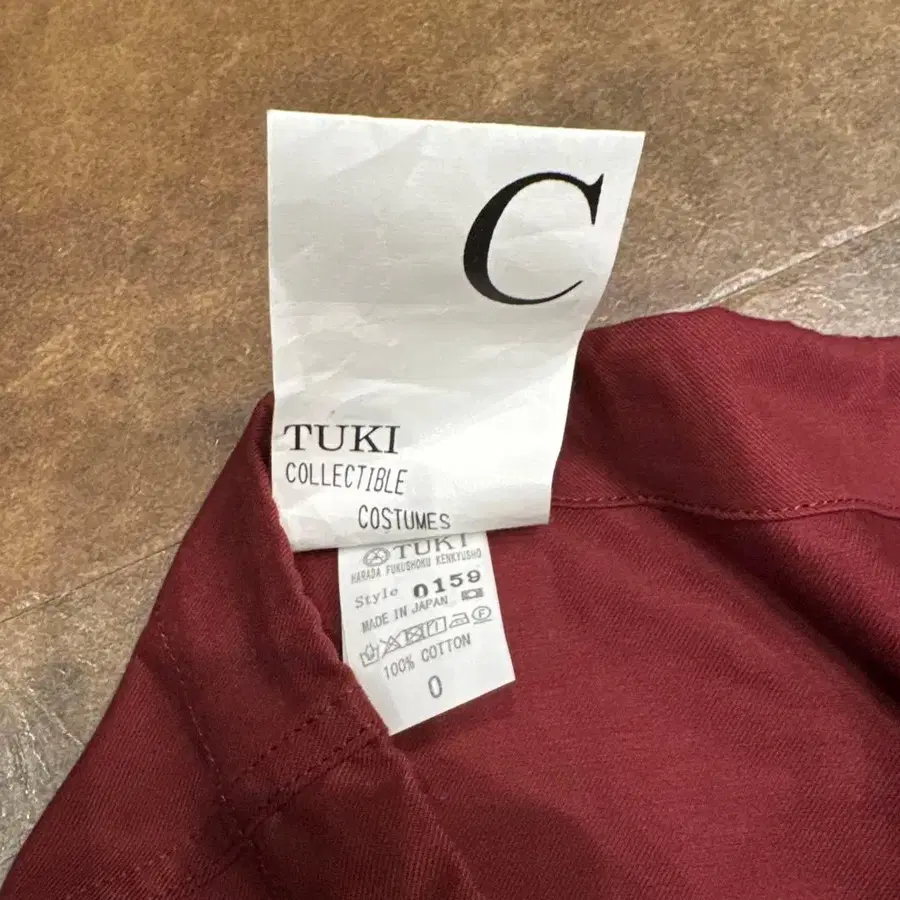 C
TUKI
COLLECTIBLE
COSTUMES
TUKI
HARADA FUKUSHOKU KENKYUSHO
Style 0159
MADE IN JAPAN
100% COTTON
0